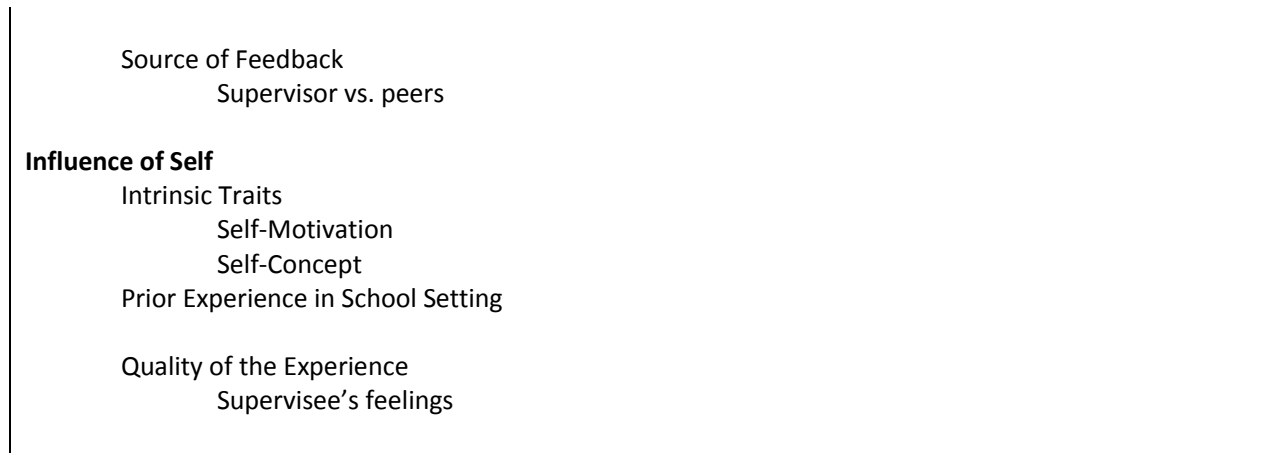 Source of Feedback
Supervisor vs. peers
Influence of Self
Intrinsic Traits
Self-Motivation
Self-Concept
Prior Experience in School Setting
Quality of the Experience
Supervisee’s feelings